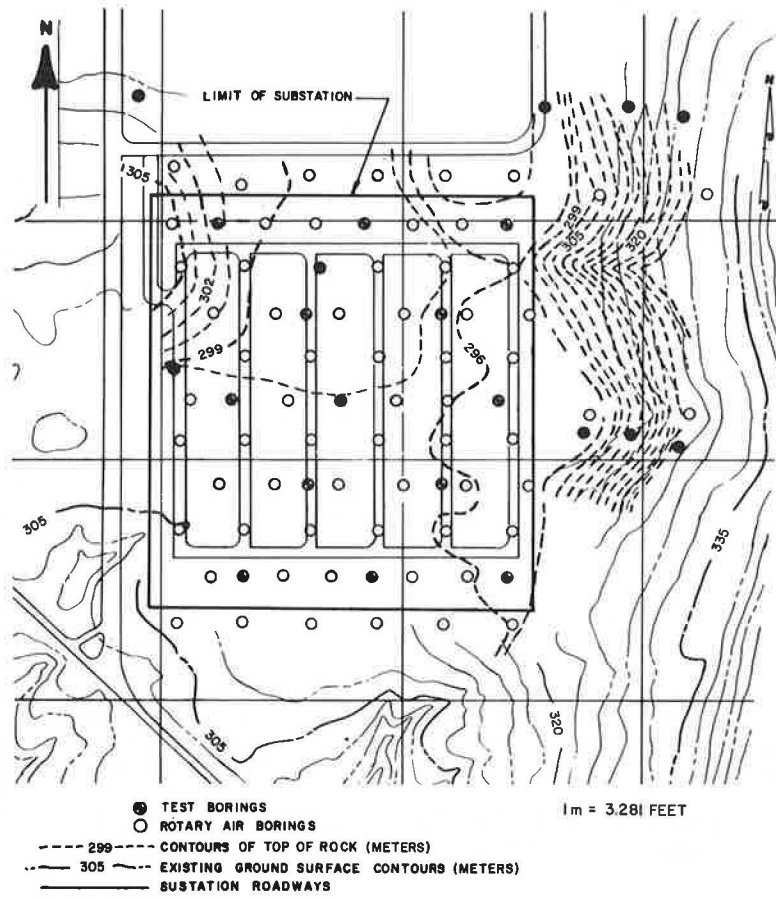 N
LIMIT OF SUBSTATION
305
299
305
320
302
299
296
305
335
305
320
TEST BORINGS
1m = 3.281 FEET
ROTARY AIR BORINGS
299 CONTOURS OF TOP OF ROCK (METERS)
305 EXISTING GROUND SURFACE CONTOURS (METERS)
SUSTATION ROADWAYS